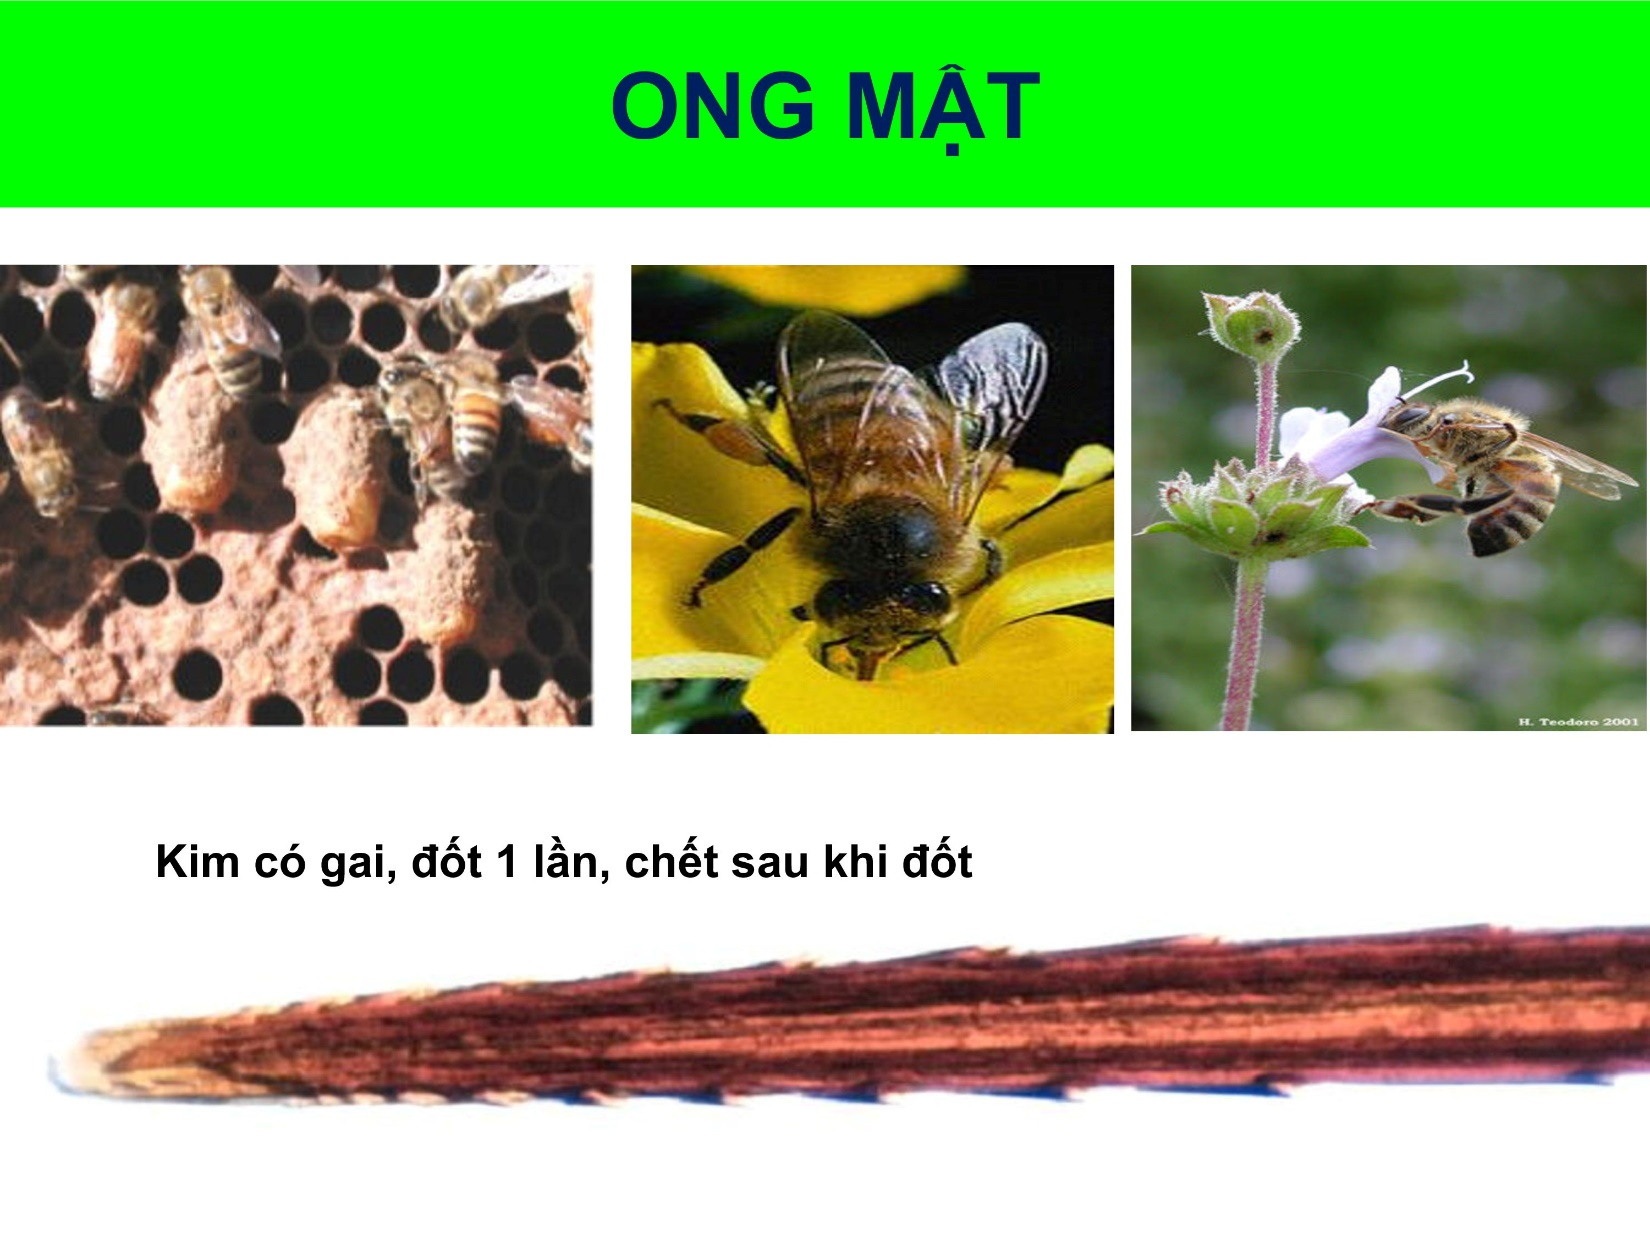 ONG MẬT
H. Teodoro 2001
Kim có gai, đốt 1 lần, chết sau khi đốt